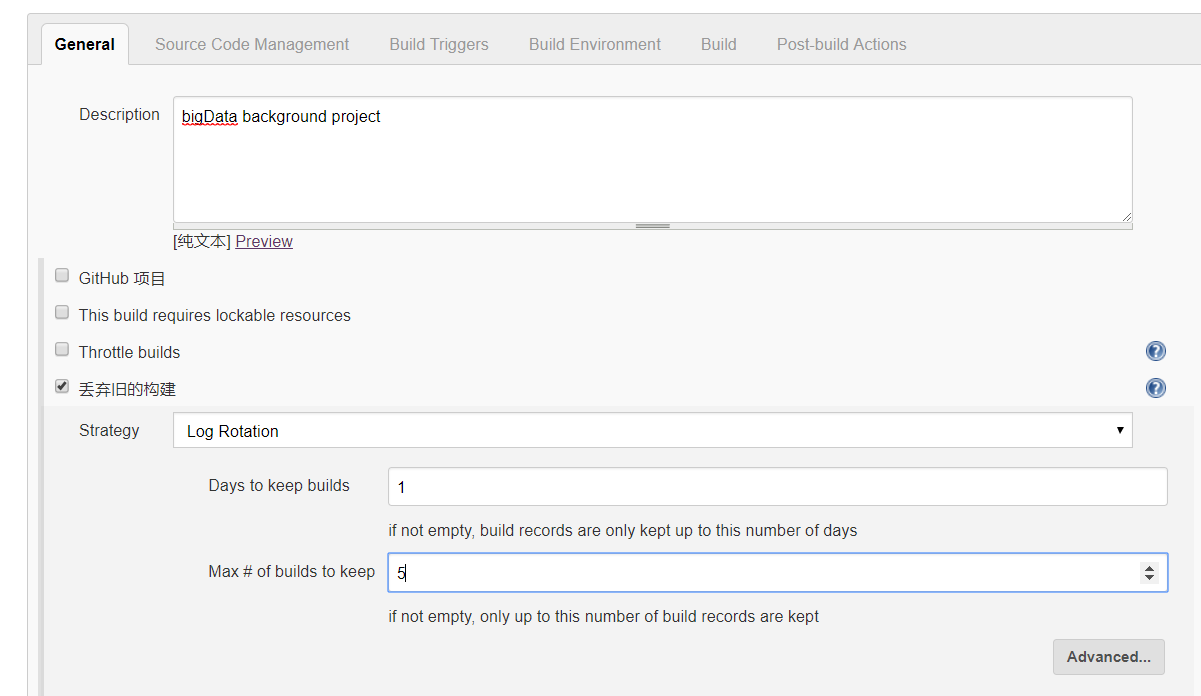 General Source Code Management Build Triggers Build Environment Build Post-build Actions
Description bigData background project
[纯文本] Preview
GitHub 项目
This build requires lockable resources
Throttle builds
丢弃旧的构建
Strategy Log Rotation
Days to keep builds 1
if not empty, build records are only kept up to this number of days
Max # of builds to keep 5
if not empty, only up to this number of build records are kept
Advanced...